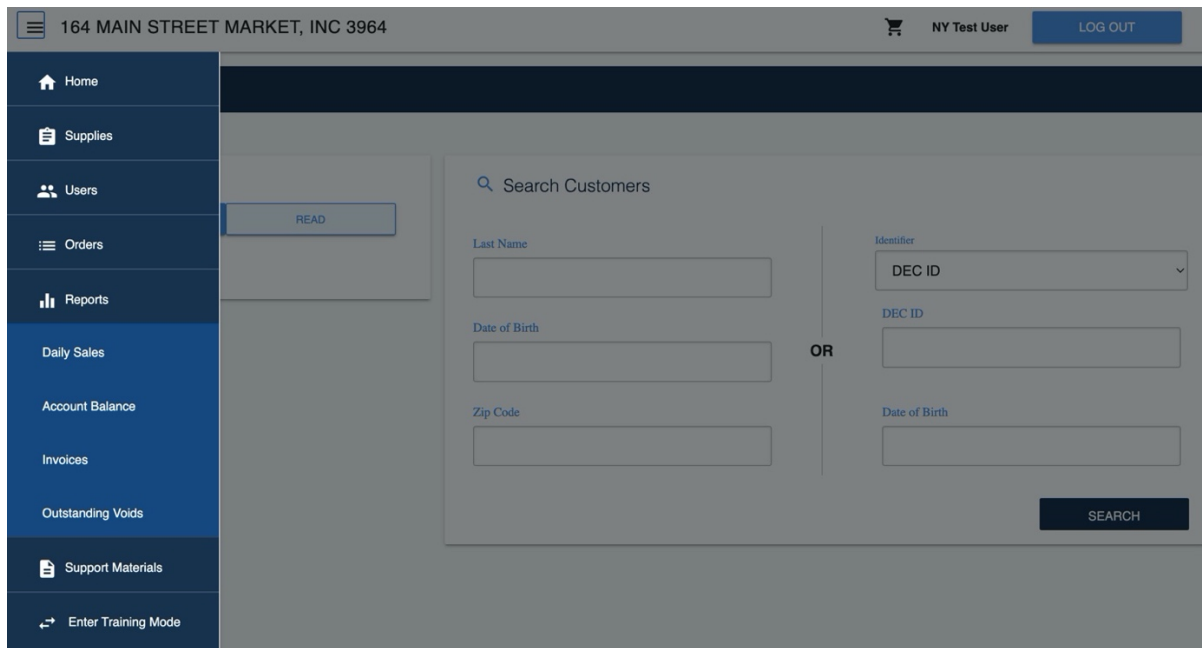 164 MAIN STREET MARKET, INC 3964
NY Test User
LOG OUT
Home
Supplies
Users
Orders
Reports
Daily Sales
Account Balance
Invoices
Outstanding Voids
Support Materials
Enter Training Mode
READ
Search Customers
Last Name
Date of Birth
Zip Code
OR
Identifier
DEC ID
DEC ID
Date of Birth
SEARCH